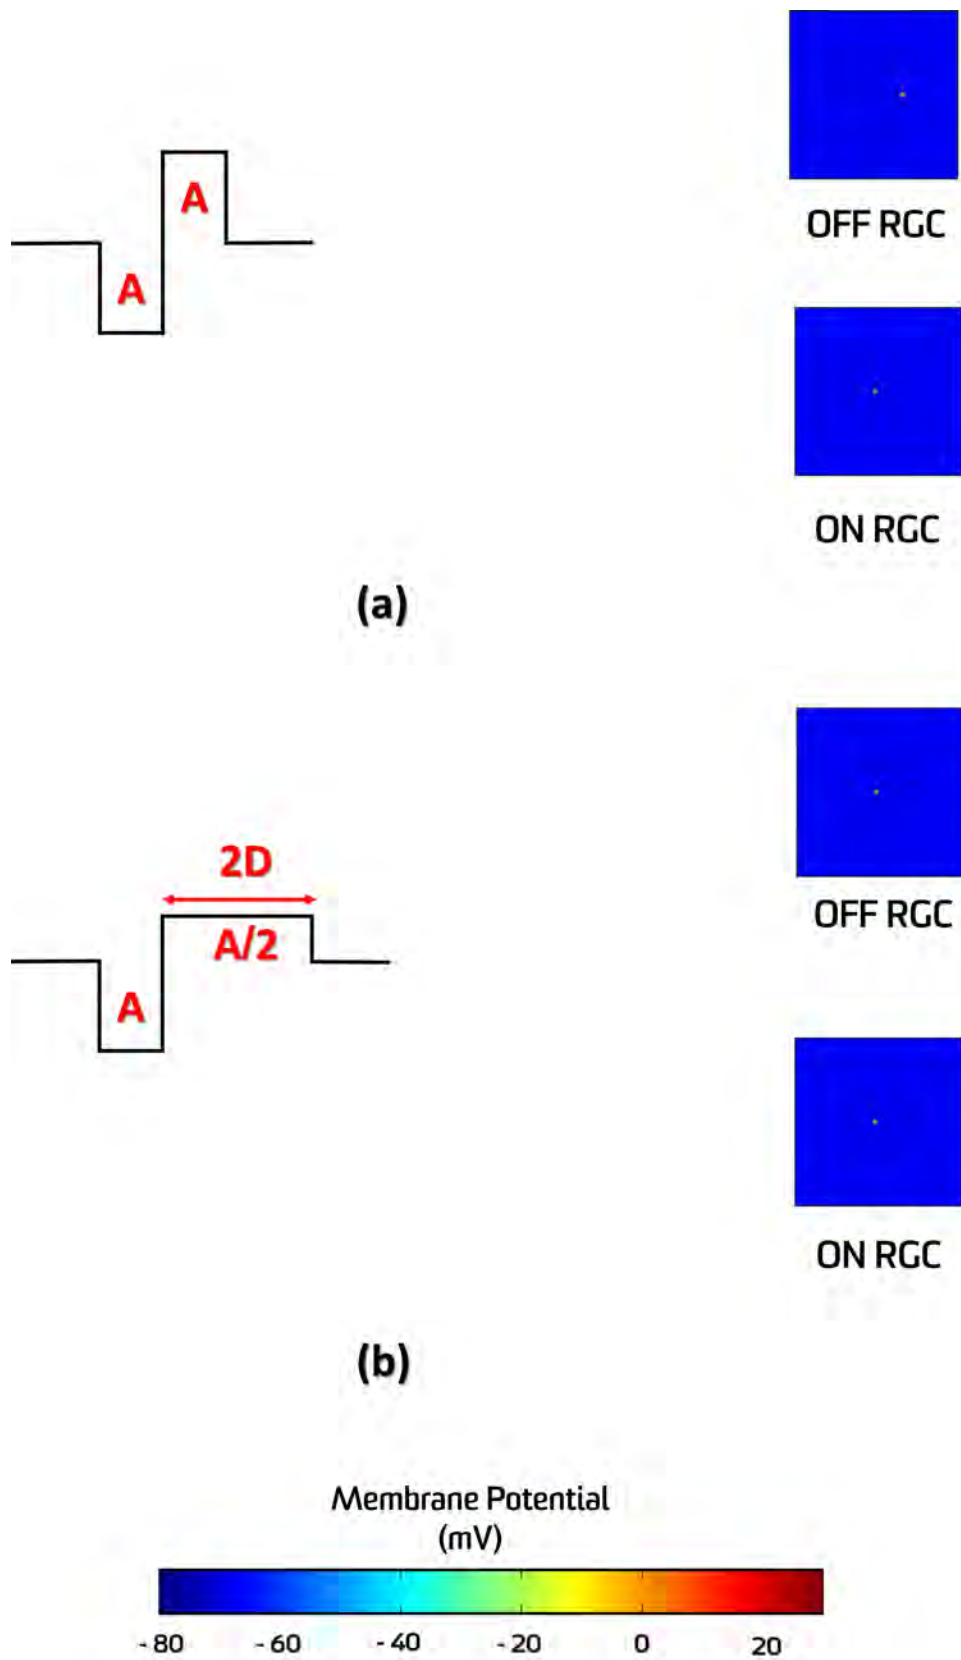 A
A
OFF RGC
ON RGC
(a)
2D
A/2
A
OFF RGC
ON RGC
(b)
Membrane Potential
(mV)
-80 -60 -40 -20 0 20